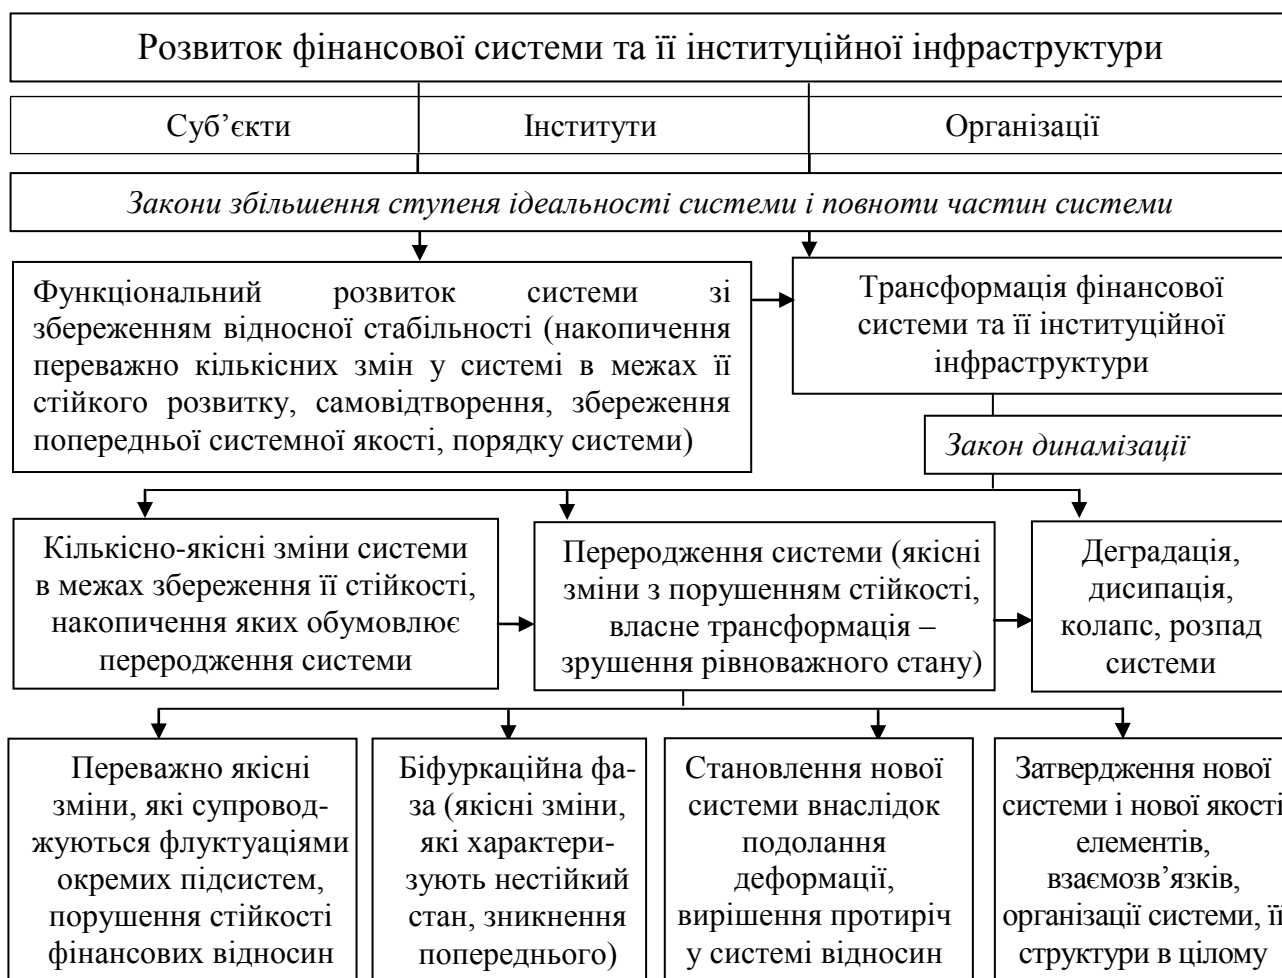 Розвиток фінансової системи та її інституційної інфраструктури
Суб’єкти
Інститути
Організації
Закони збільшення ступеня ідеальності системи і повноти частин системи
Функціональний розвиток системи зі
збереженням відносної стабільності (накопичення
переважно кількісних змін у системі в межах її
стійкого розвитку, самовідтворення, збереження
попередньої системної якості, порядку системи)
Трансформація фінансової
системи та її інституційної
інфраструктури
Закон динамізації
Кількісно-якісні зміни системи
в межах збереження її стійкості,
накопичення яких обумовлює
переродження системи
Переродження системи (якісні
зміни з порушенням стійкості,
власне трансформація –
зрушення рівноважного стану)
Деградація,
дисипація,
колапс, розпад
системи
Переважно якісні
зміни, які супровод-
жуються флуктуаціями
окремих підсистем,
порушення стійкості
фінансових відносин
Біфуркаційна фа-
за (якісні зміни,
які характери-
зують нестійкий
стан, зникнення
попереднього)
Становлення нової
системи внаслідок
подолання
деформації,
вирішення протиріч
у системі відносин
Затвердження нової
системи і нової якості
елементів,
взаємозв’язків,
організації системи, її
структури в цілому